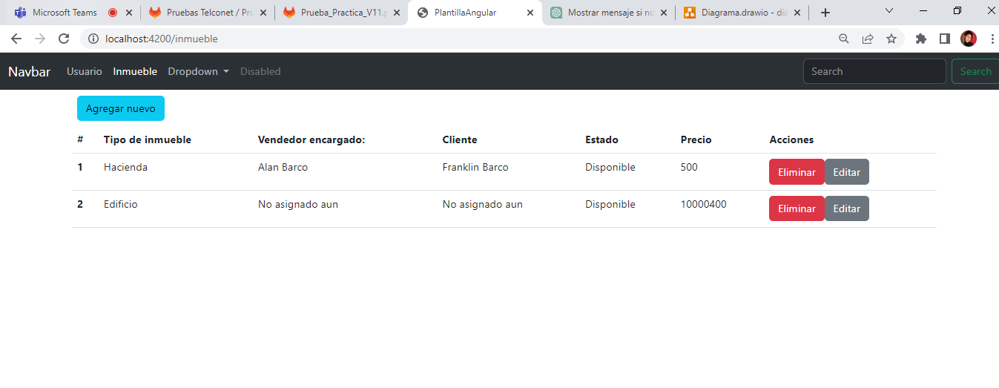 Microsoft Teams
Pruebas Telconet / Pro
Prueba_Practica_V11.p
PlantillaAngular
Mostrar mensaje si no
Diagrama.drawio - dia
localhost:4200/inmueble
Navbar Usuario Inmueble Dropdown Disabled Search Search
Agregar nuevo
# Tipo de inmueble Vendedor encargado: Cliente Estado Precio Acciones
1 Hacienda Alan Barco Franklin Barco Disponible 500 Eliminar Editar
2 Edificio No asignado aun No asignado aun Disponible 10000400 Eliminar Editar